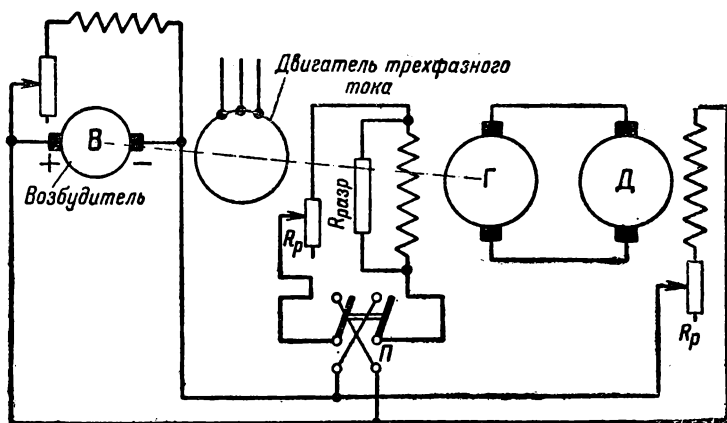 Двигатель трехфазного
тока
В
+
−
Возбудитель
Rр
Rразр
Г
Д
П
Rр